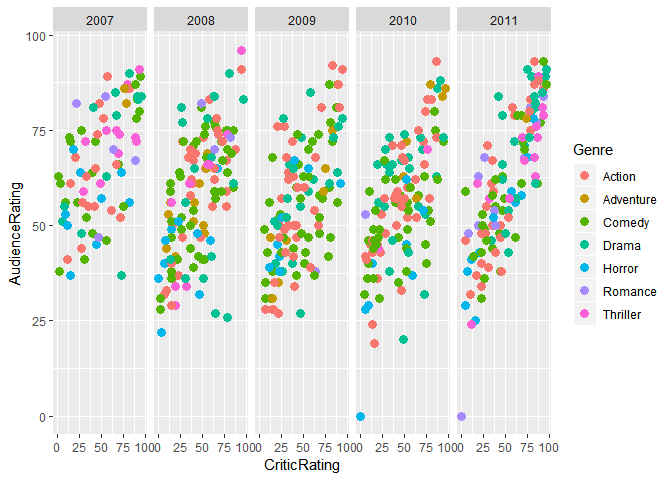 2007 2008 2009 2010 2011
100
75
50
25
0
AudienceRating
0 25 50 75 100 0 25 50 75 100 0 25 50 75 100 0 25 50 75 100 0 25 50 75 100
CriticRating
Genre
Action
Adventure
Comedy
Drama
Horror
Romance
Thriller